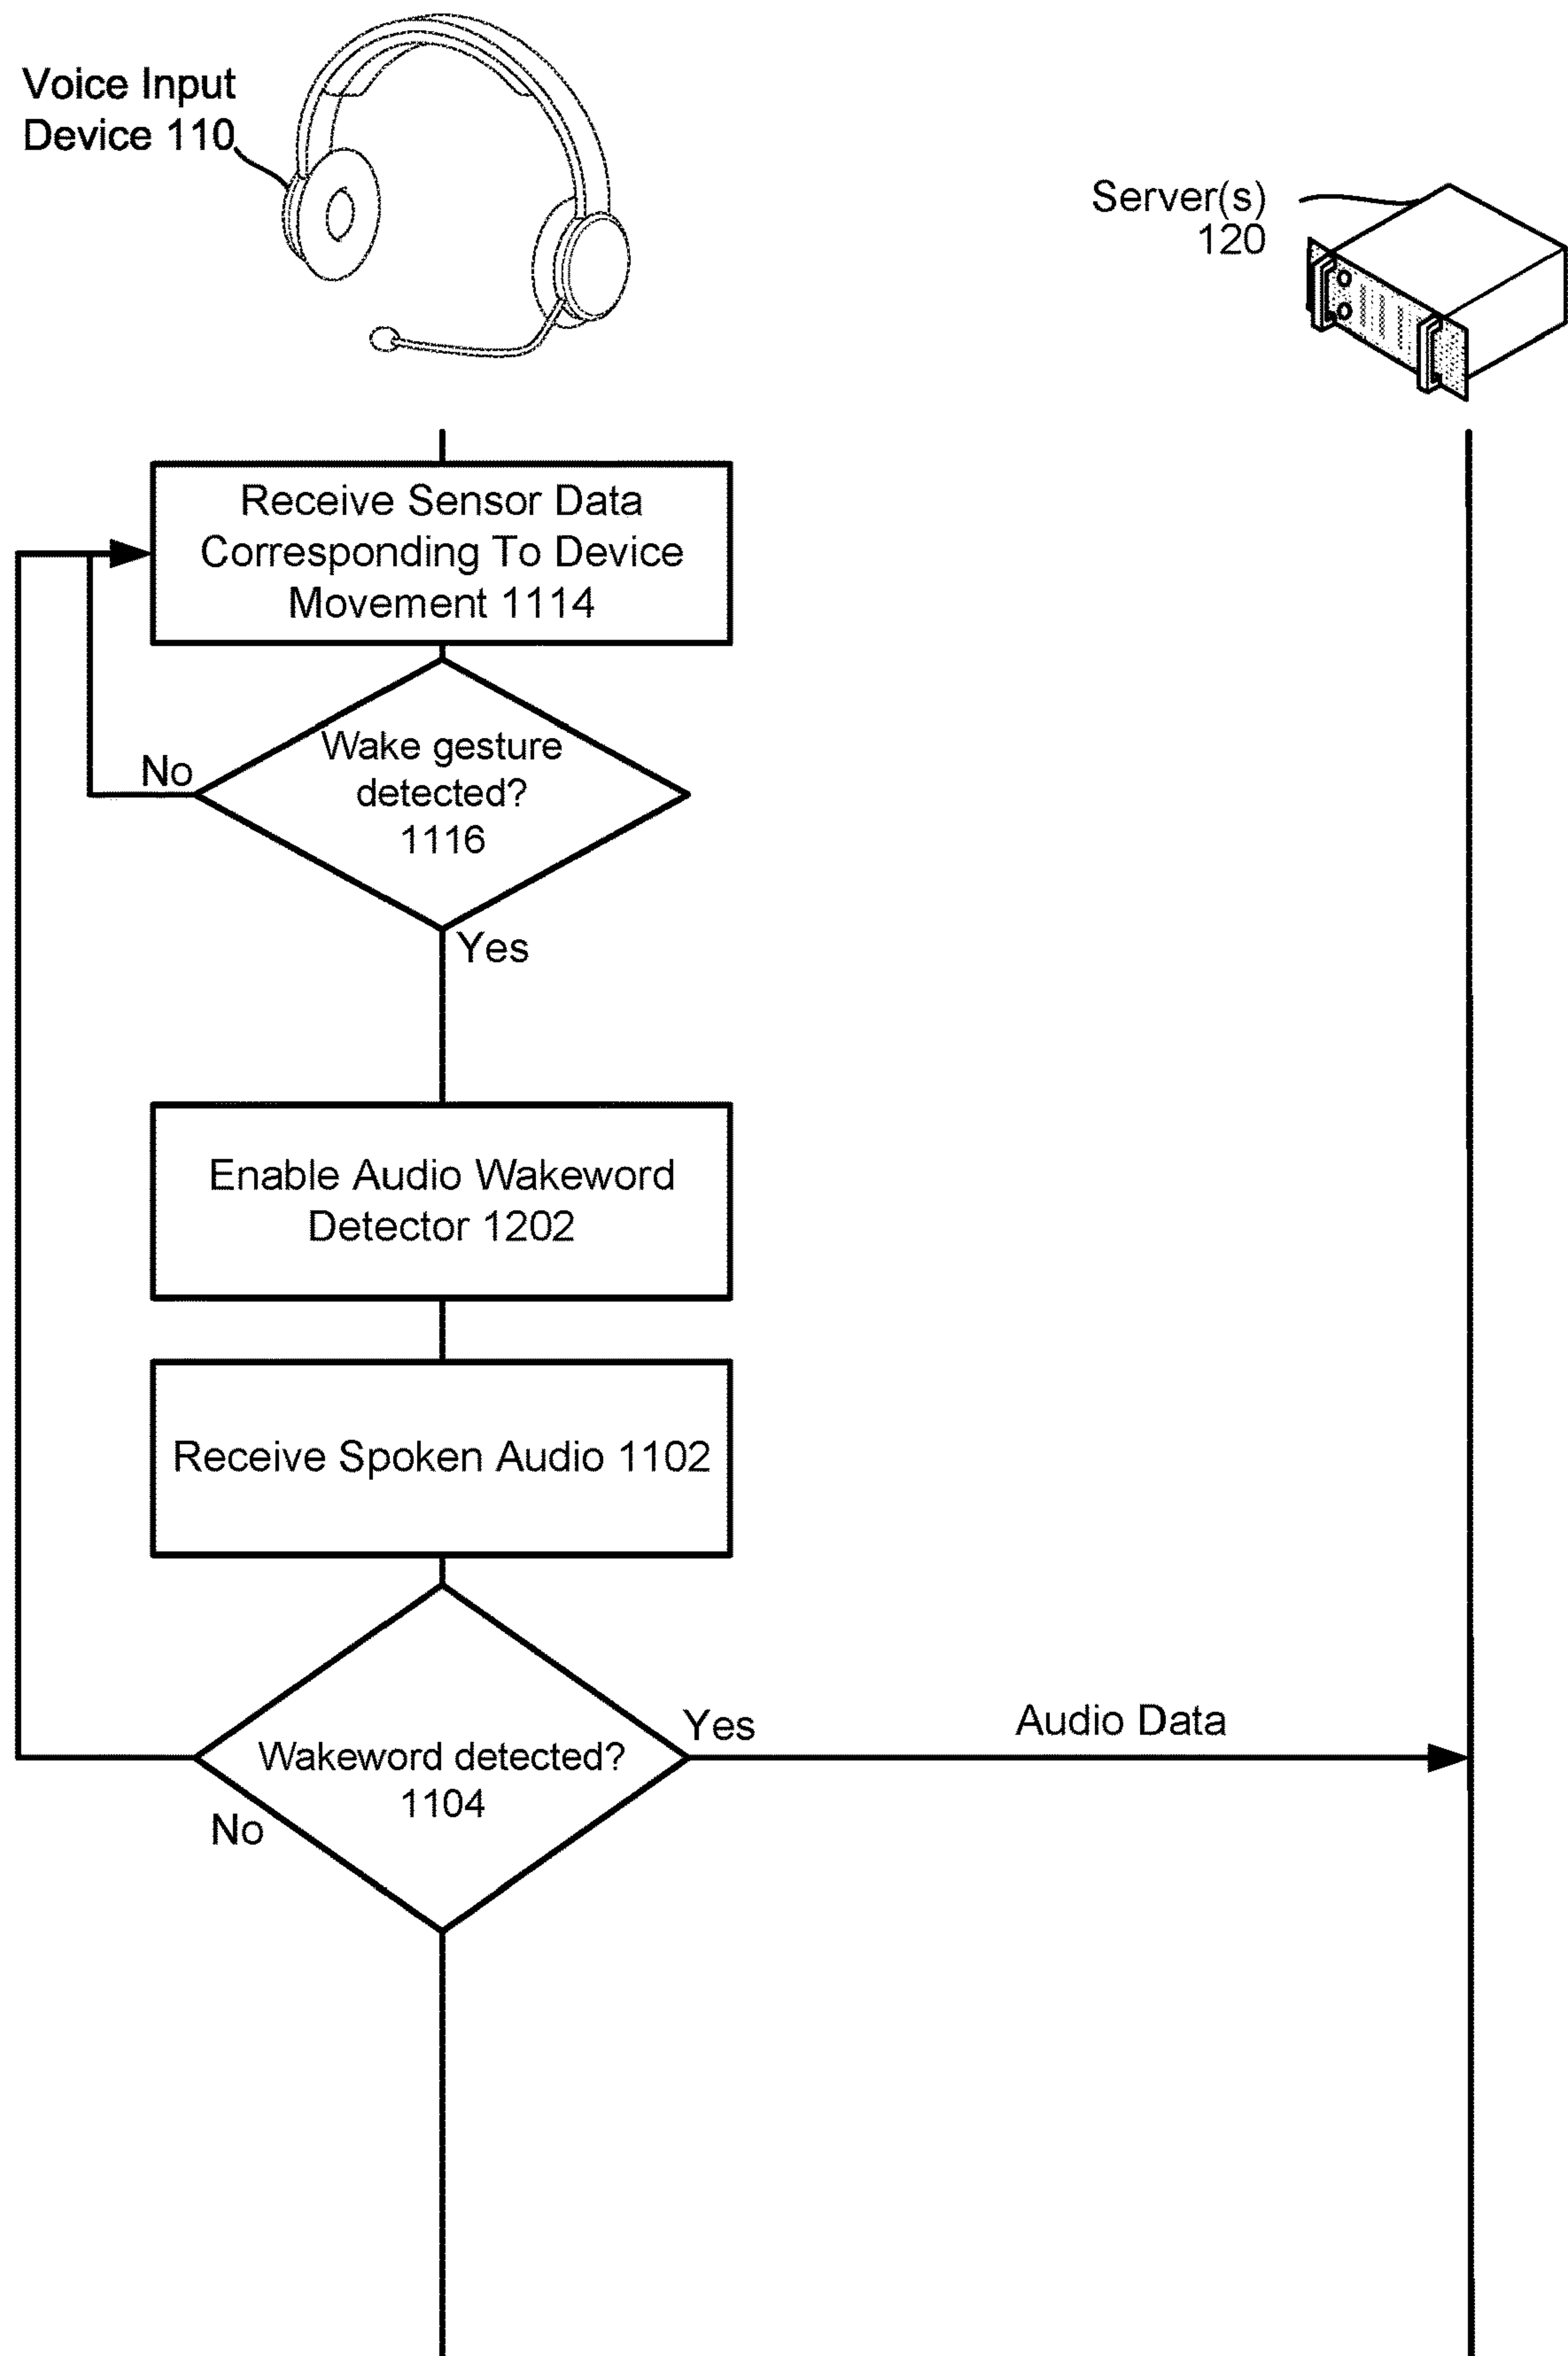 Voice Input
Device 110
Server(s)
120
Receive Sensor Data
Corresponding To Device
Movement 1114
Wake gesture
detected?
1116
No
Yes
Enable Audio Wakeword
Detector 1202
Receive Spoken Audio 1102
Yes
Audio Data
Wakeword detected?
1104
No